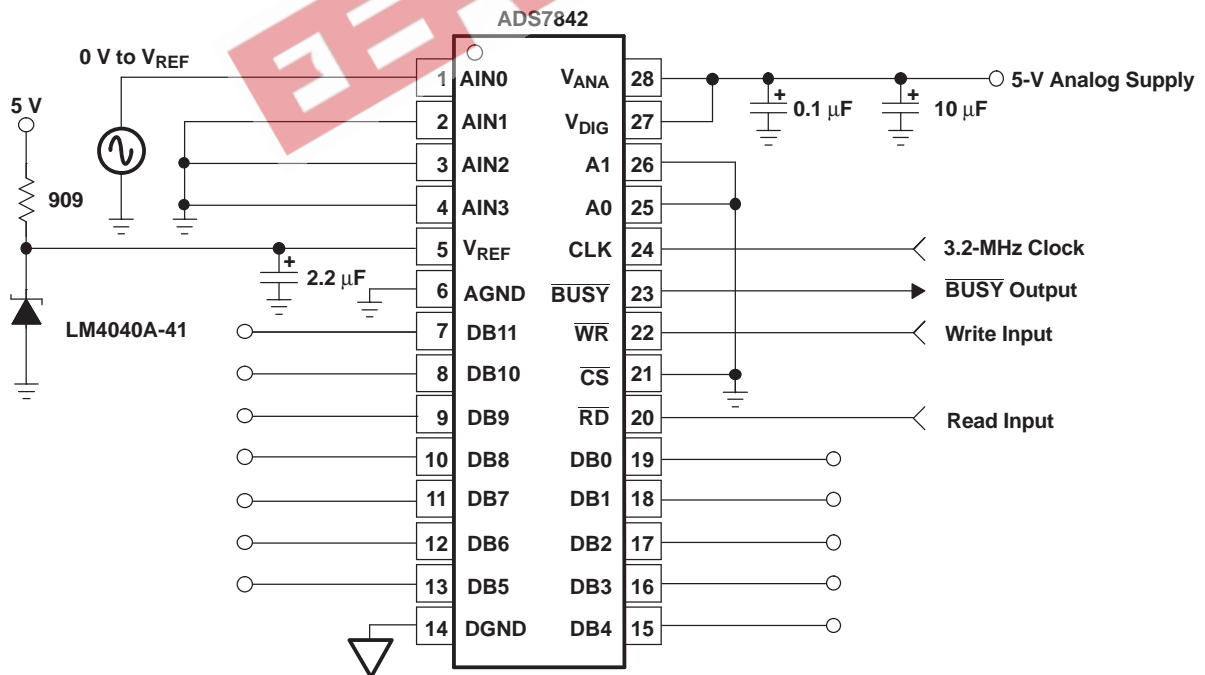 ADS7842
0 V to VREF
5 V
909
LM4040A-41
2.2 μF
1 AIN0
2 AIN1
3 AIN2
4 AIN3
5 VREF
6 AGND
7 DB11
8 DB10
9 DB9
10 DB8
11 DB7
12 DB6
13 DB5
14 DGND
VANA 28
VDIG 27
A1 26
A0 25
CLK 24
BUSY 23
WR 22
CS 21
RD 20
DB0 19
DB1 18
DB2 17
DB3 16
DB4 15
+ 0.1 μF
+ 10 μF
5-V Analog Supply
3.2-MHz Clock
BUSY Output
Write Input
Read Input